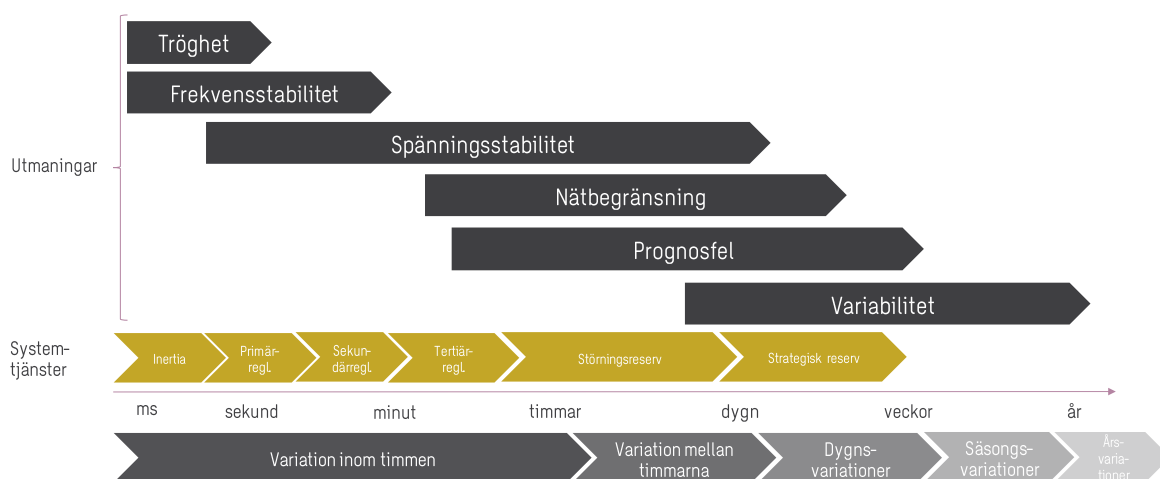 Tröghet
Frekvensstabilitet
Spänningsstabilitet
Utmaningar
Nätbegränsning
Prognosfel
Variabilitet
System-
tjänster
Inertia
Primär-
regl.
Sekun-
därregl.
Tertiär-
regl.
Störningsreserv
Strategisk reserv
ms
sekund
minut
timmar
dygn
veckor
år
Variation inom timmen
Variation mellan
timmarna
Dygns-
variationer
Säsongs-
variationer
Års-
varia-
tioner